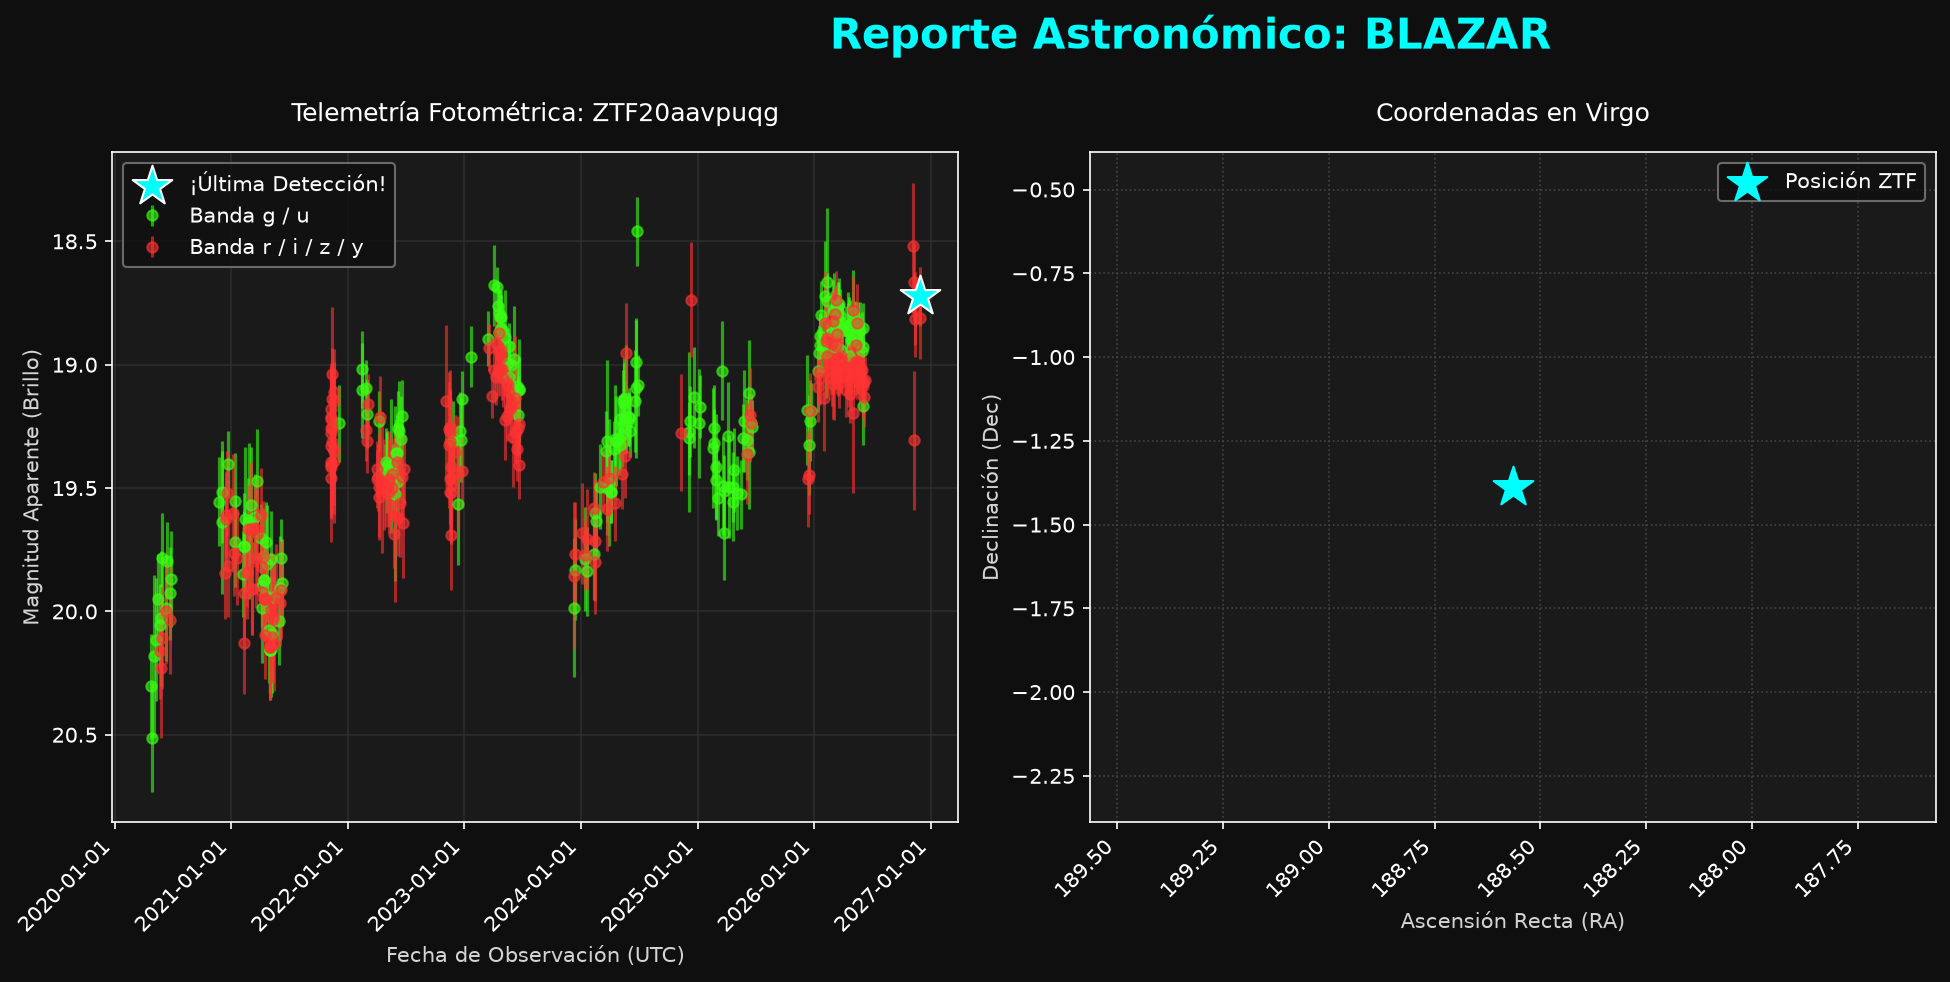 Reporte Astronómico: BLAZAR
Telemetría Fotométrica: ZTF20aavpuqg
¡Última Detección!
Banda g / u
Banda r / i / z / y
Magnitud Aparente (Brillo)
18.5
19.0
19.5
20.0
20.5
2020-01-01
2021-01-01
2022-01-01
2023-01-01
2024-01-01
2025-01-01
2026-01-01
2027-01-01
Fecha de Observación (UTC)
Coordenadas en Virgo
Posición ZTF
Declinación (Dec)
−0.50
−0.75
−1.00
−1.25
−1.50
−1.75
−2.00
−2.25
189.50
189.25
189.00
188.75
188.50
188.25
188.00
187.75
Ascensión Recta (RA)